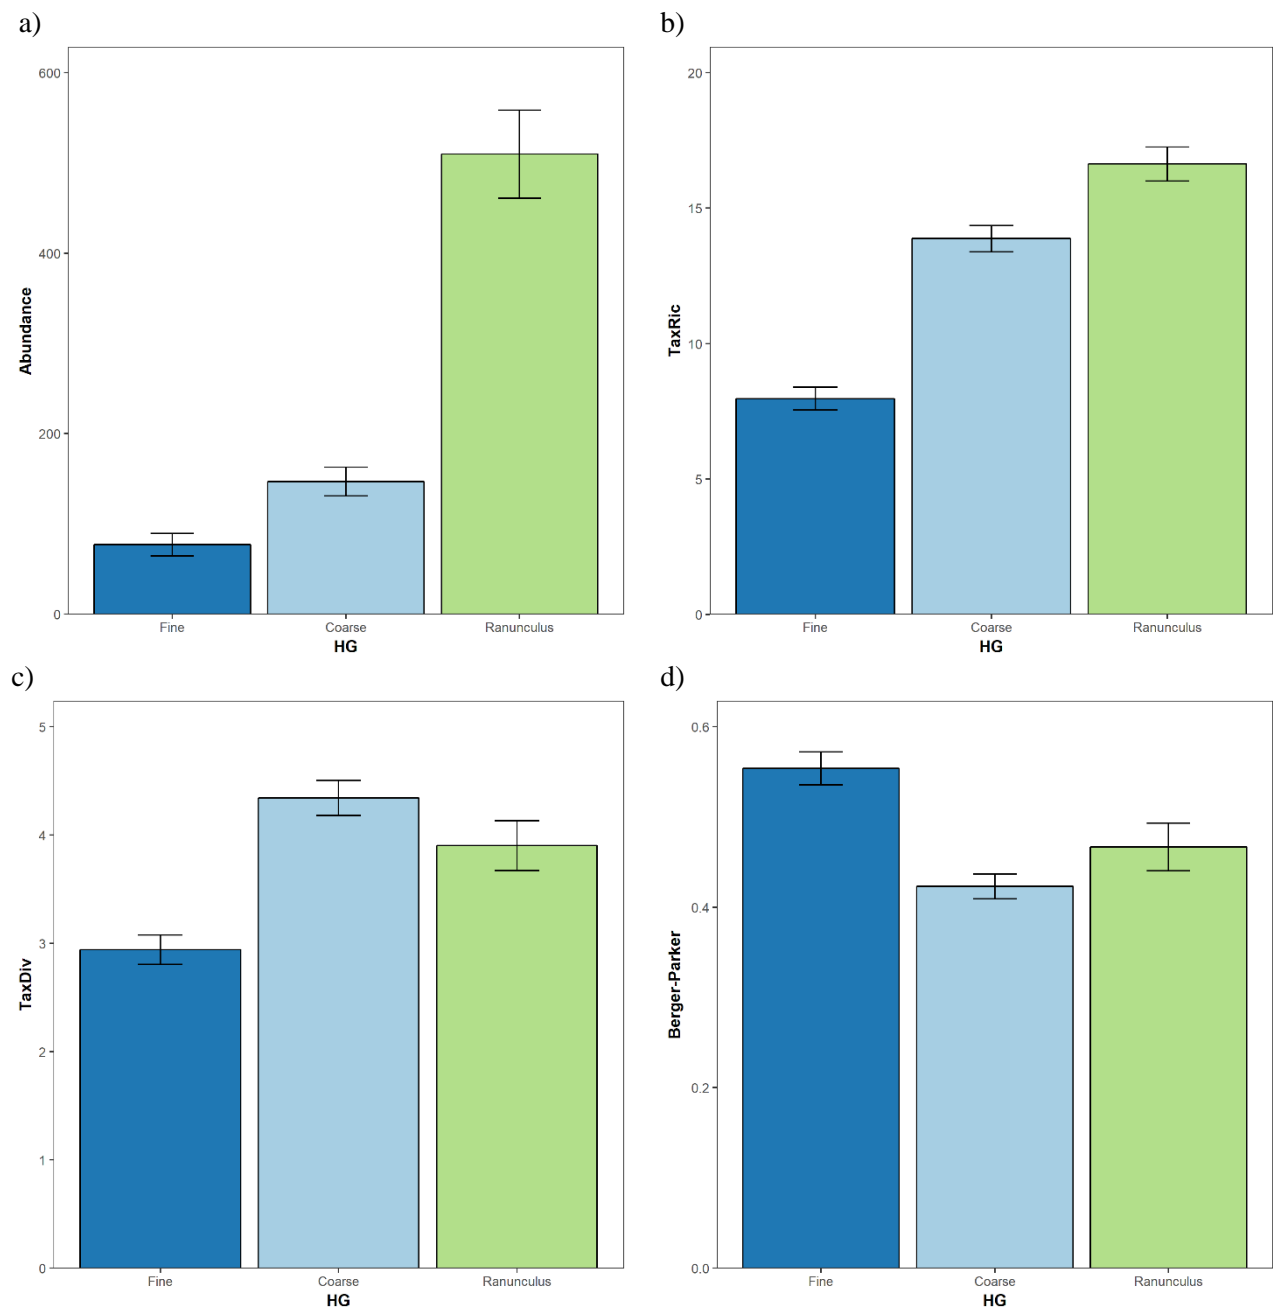 a)
600
400
200
0
Abundance
Fine Coarse Ranunculus
HG
b)
20
15
10
5
0
TaxRic
Fine Coarse Ranunculus
HG
c)
5
4
3
2
1
0
TaxDiv
Fine Coarse Ranunculus
HG
d)
0.6
0.4
0.2
0.0
Berger-Parker
Fine Coarse Ranunculus
HG